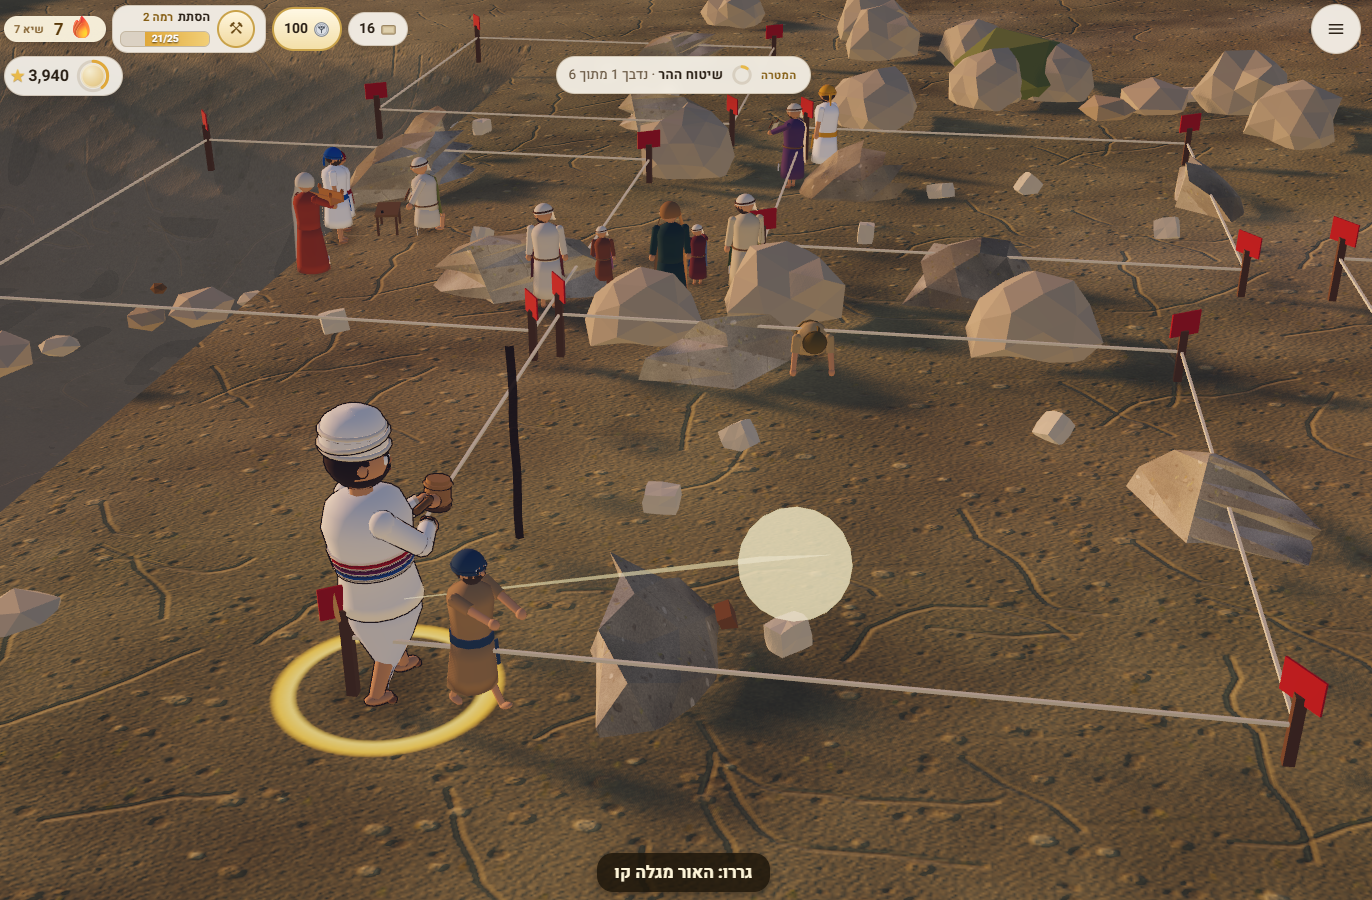 הסתת רמה 2
21/25
100
16
7 שיא 7
3,940
המטרה שיטוח ההר · נדבך 1 מתוך 6
גררו: האור מגלה קו